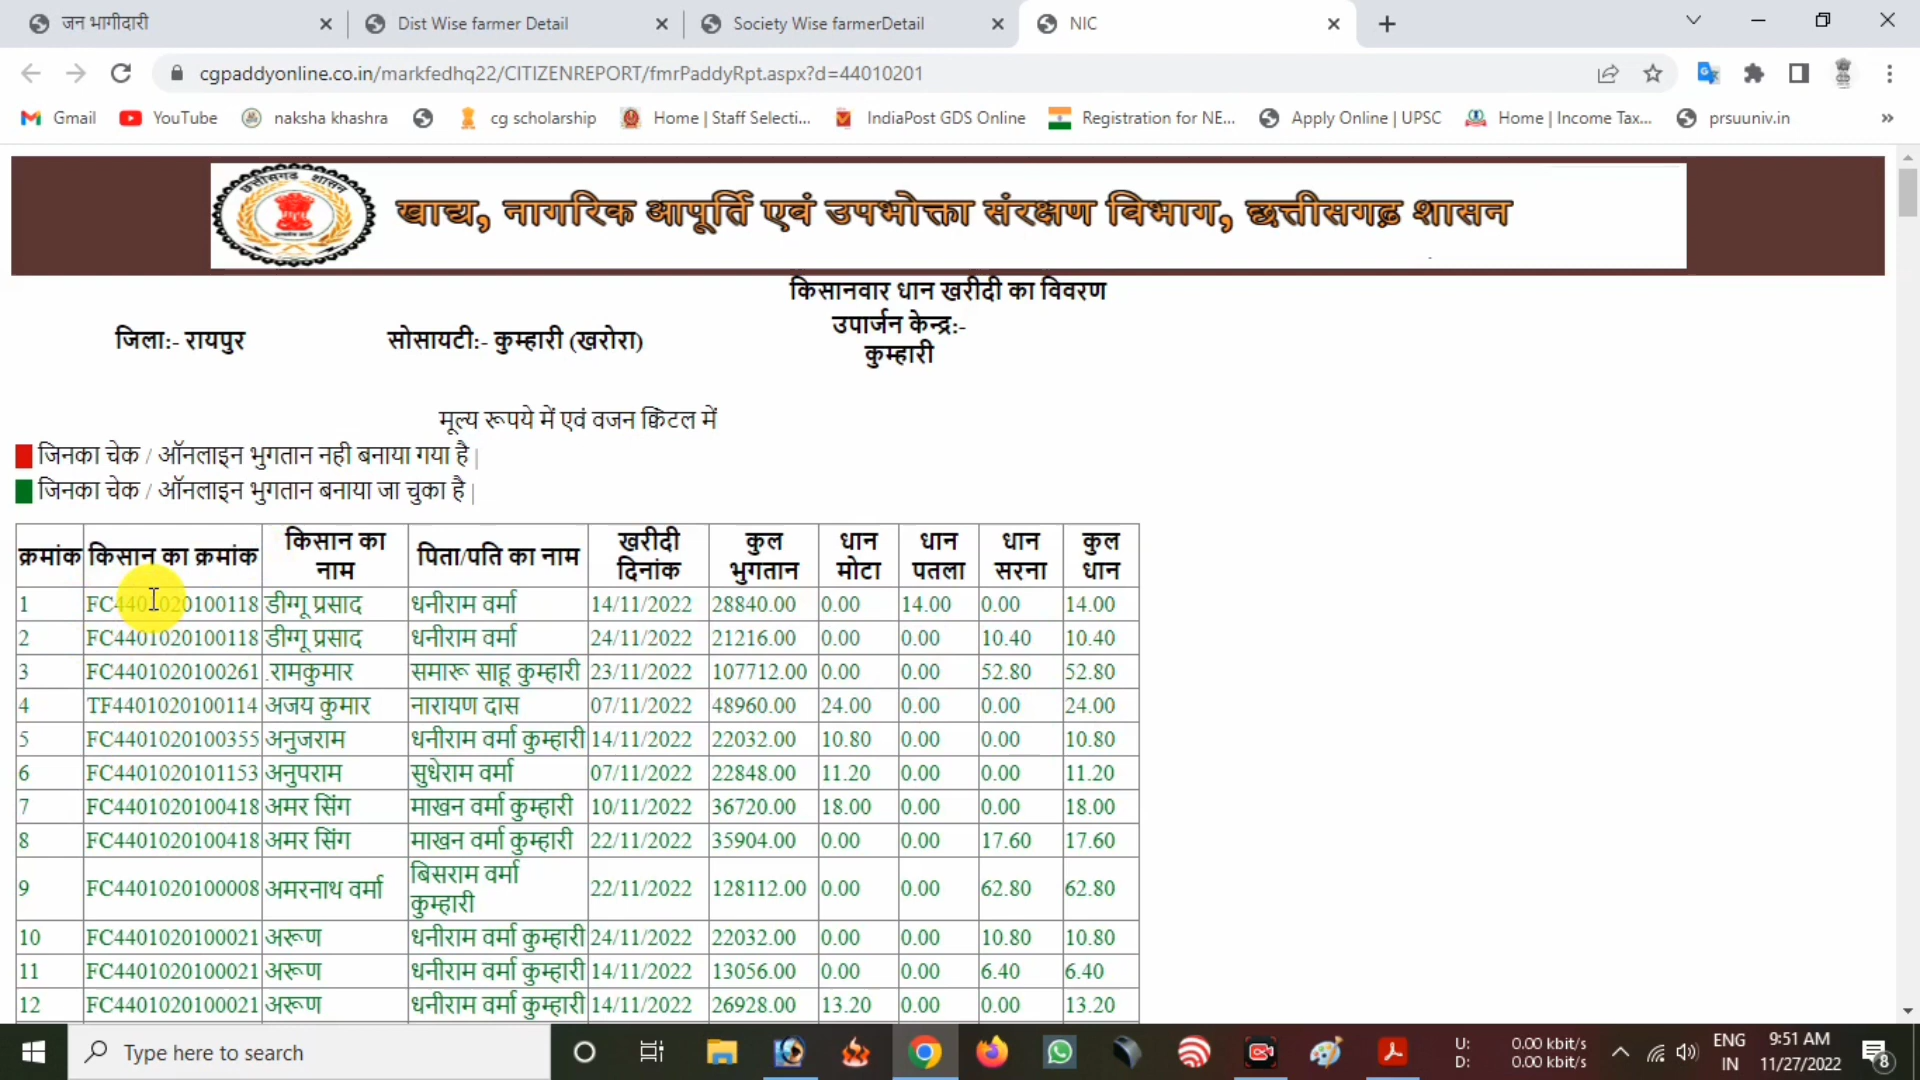 जन भागीदारी
Dist Wise farmer Detail
Society Wise farmerDetail
NIC
cgpaddyonline.co.in/markfedhq22/CITIZENREPORT/fmrPaddyRpt.aspx?d=44010201
Gmail YouTube naksha khashra cg scholarship Home | Staff Selecti... IndiaPost GDS Online Registration for NE... Apply Online | UPSC Home | Income Tax... prsuuniv.in »
छत्तीसगढ़ शासन
खाद्य, नागरिक आपूर्ति एवं उपभोक्ता संरक्षण विभाग, छत्तीसगढ़ शासन
किसानवार धान खरीदी का विवरण
जिला:- रायपुर सोसायटी:- कुम्हारी (खरोरा) उपार्जन केन्द्र:-
कुम्हारी
मूल्य रूपये में एवं वजन क्विंटल में
जिनका चेक / ऑनलाइन भुगतान नही बनाया गया है |
जिनका चेक / ऑनलाइन भुगतान बनाया जा चुका है |
क्रमांक किसान का क्रमांक किसान का नाम पिता/पति का नाम खरीदी दिनांक कुल भुगतान धान मोटा धान पतला धान सरना कुल धान
1 FC4401020100118 डीग्गू प्रसाद धनीराम वर्मा 14/11/2022 28840.00 0.00 14.00 0.00 14.00
2 FC4401020100118 डीग्गू प्रसाद धनीराम वर्मा 24/11/2022 21216.00 0.00 0.00 10.40 10.40
3 FC4401020100261 .रामकुमार समारू साहू कुम्हारी 23/11/2022 107712.00 0.00 0.00 52.80 52.80
4 TF4401020100114 अजय कुमार नारायण दास 07/11/2022 48960.00 24.00 0.00 0.00 24.00
5 FC4401020100355 अनुजराम धनीराम वर्मा कुम्हारी 14/11/2022 22032.00 10.80 0.00 0.00 10.80
6 FC4401020101153 अनुपराम सुधेराम वर्मा 07/11/2022 22848.00 11.20 0.00 0.00 11.20
7 FC4401020100418 अमर सिंग माखन वर्मा कुम्हारी 10/11/2022 36720.00 18.00 0.00 0.00 18.00
8 FC4401020100418 अमर सिंग माखन वर्मा कुम्हारी 22/11/2022 35904.00 0.00 0.00 17.60 17.60
9 FC4401020100008 अमरनाथ वर्मा बिसराम वर्मा कुम्हारी 22/11/2022 128112.00 0.00 0.00 62.80 62.80
10 FC4401020100021 अरूण धनीराम वर्मा कुम्हारी 24/11/2022 22032.00 0.00 0.00 10.80 10.80
11 FC4401020100021 अरूण धनीराम वर्मा कुम्हारी 14/11/2022 13056.00 0.00 0.00 6.40 6.40
12 FC4401020100021 अरूण धनीराम वर्मा कुम्हारी 14/11/2022 26928.00 13.20 0.00 0.00 13.20
Type here to search
U: 0.00 kbit/s
D: 0.00 kbit/s
ENG
IN
9:51 AM
11/27/2022
8